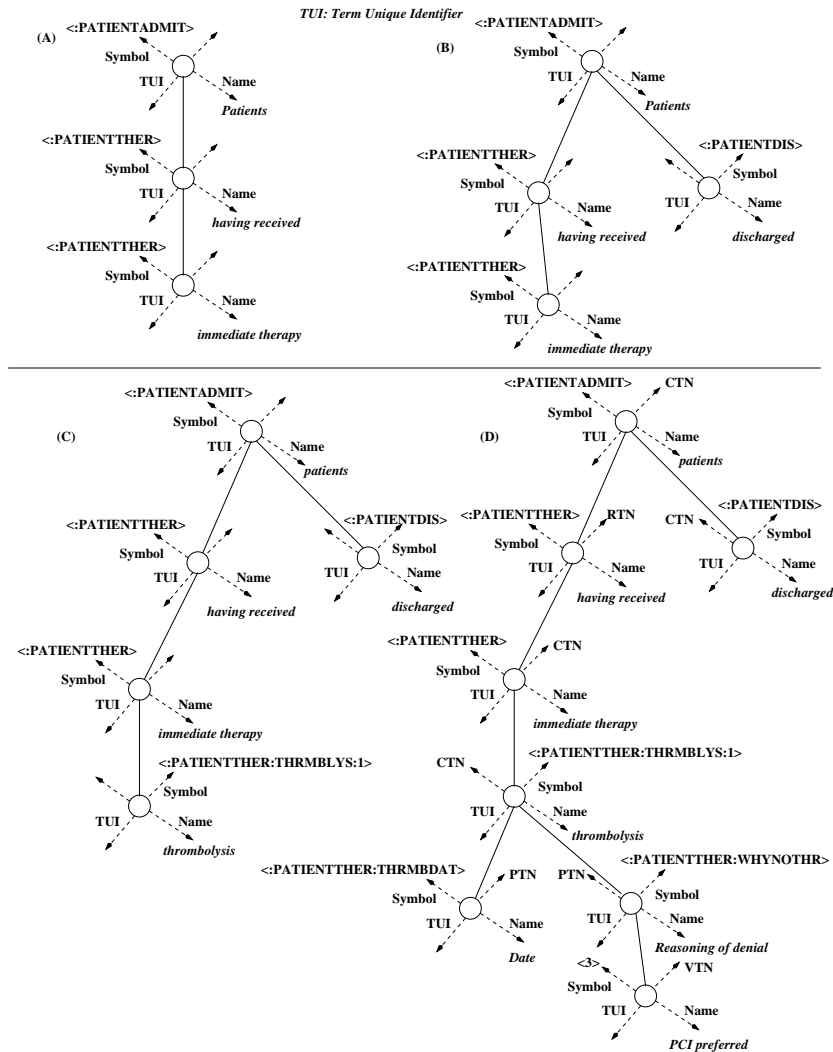 TUI: Term Unique Identifier
(A)
<:PATIENTADMIT>
Symbol
TUI
Name
Patients
<:PATIENTTHER>
Symbol
TUI
Name
having received
<:PATIENTTHER>
Symbol
TUI
Name
immediate therapy
(B)
<:PATIENTADMIT>
Symbol
TUI
Name
Patients
<:PATIENTTHER>
Symbol
TUI
Name
having received
<:PATIENTDIS>
Symbol
TUI
Name
discharged
<:PATIENTTHER>
Symbol
TUI
Name
immediate therapy
(C)
<:PATIENTADMIT>
Symbol
TUI
Name
patients
<:PATIENTTHER>
Symbol
TUI
Name
having received
<:PATIENTDIS>
Symbol
TUI
Name
discharged
<:PATIENTTHER>
Symbol
TUI
Name
immediate therapy
<:PATIENTTHER:THRMBLYS:1>
Symbol
TUI
Name
thrombolysis
(D)
<:PATIENTADMIT>
CTN
Symbol
TUI
Name
patients
<:PATIENTTHER>
RTN
Symbol
TUI
Name
having received
<:PATIENTDIS>
CTN
Symbol
TUI
Name
discharged
<:PATIENTTHER>
CTN
Symbol
TUI
Name
immediate therapy
<:PATIENTTHER:THRMBLYS:1>
CTN
Symbol
TUI
Name
thrombolysis
<:PATIENTTHER:THRMBDAT>
PTN
Symbol
TUI
Name
Date
<:PATIENTTHER:WHYNOTHR>
PTN
Symbol
TUI
Name
Reasoning of denial
<3>
VTN
Symbol
TUI
Name
PCI preferred